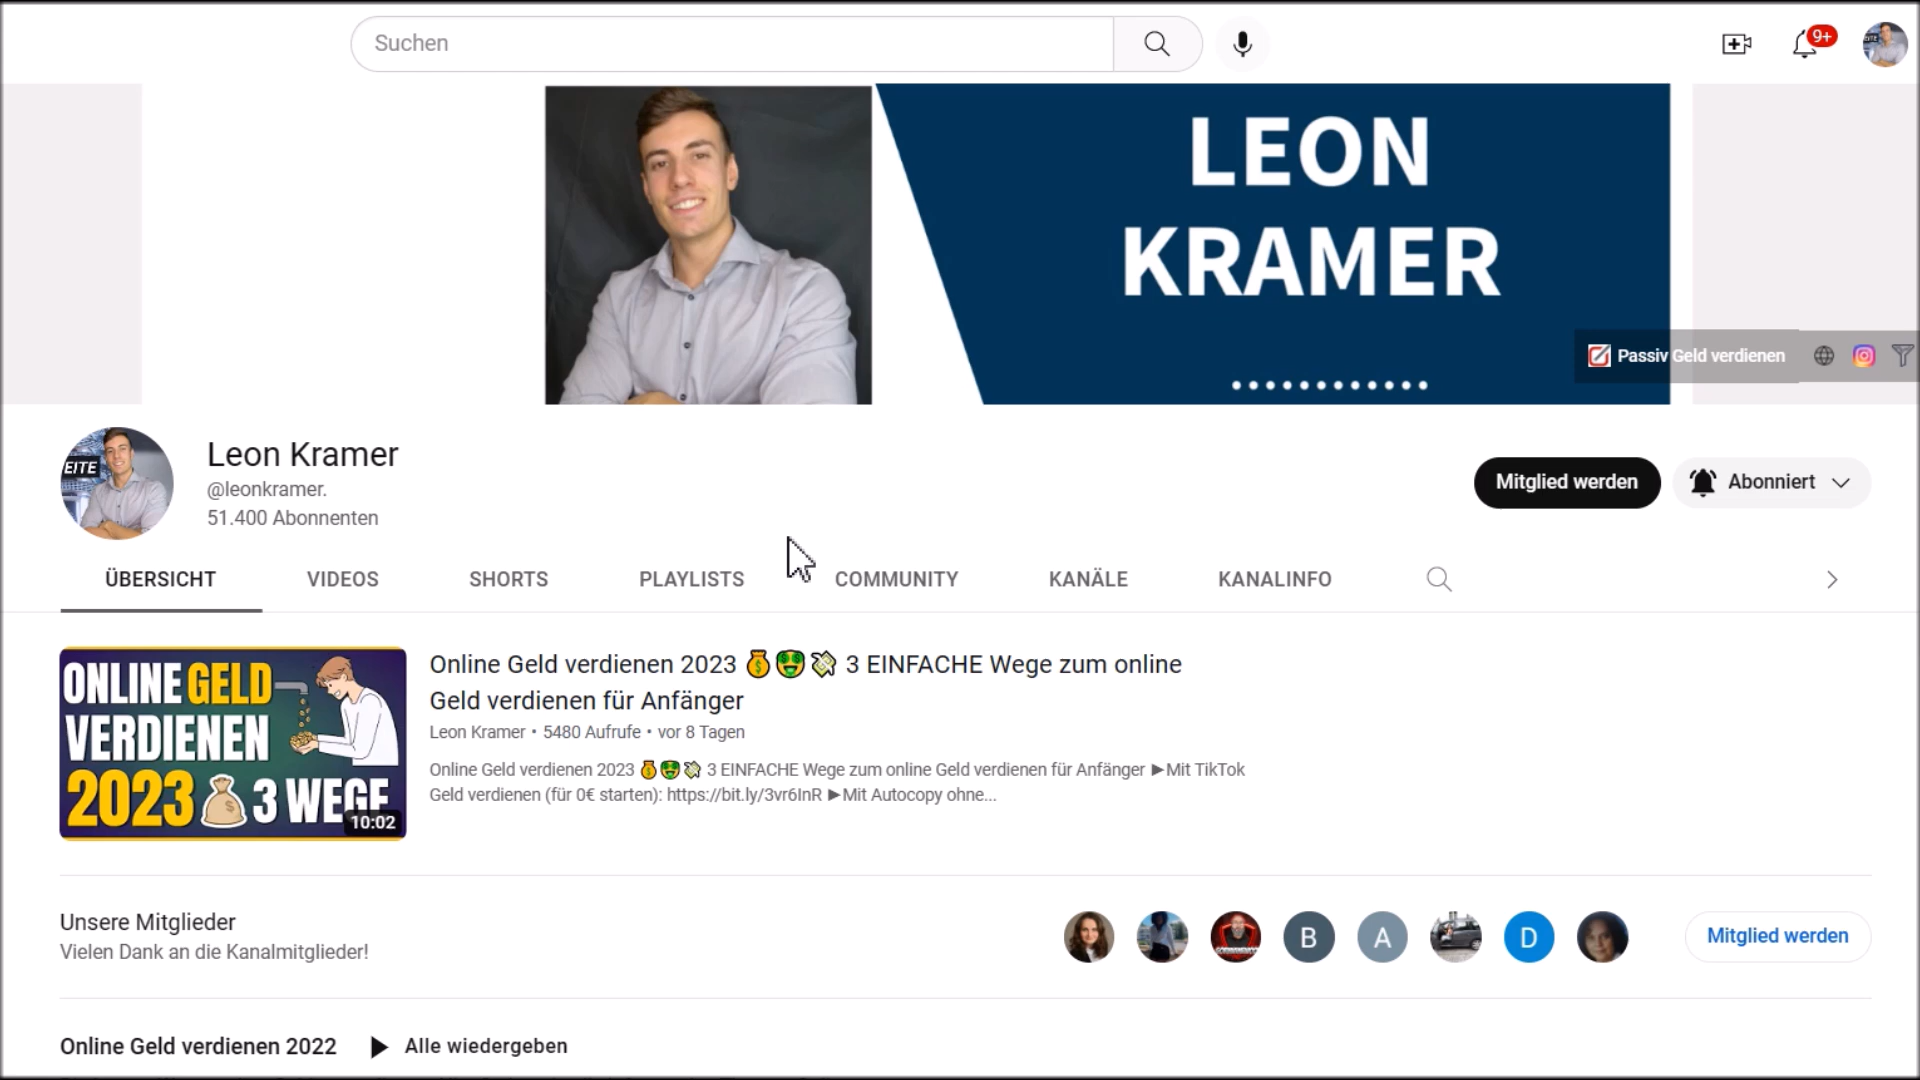 Suchen
9+
LEON
KRAMER
Passiv Geld verdienen
EITE
Leon Kramer
@leonkramer.
51.400 Abonnenten
Mitglied werden
Abonniert
ÜBERSICHT
VIDEOS
SHORTS
PLAYLISTS
COMMUNITY
KANÄLE
KANALINFO
ONLINE GELD
VERDIENEN
2023 3 WEGE
10:02
Online Geld verdienen 2023 💰🤑💸 3 EINFACHE Wege zum online
Geld verdienen für Anfänger
Leon Kramer • 5480 Aufrufe • vor 8 Tagen
Online Geld verdienen 2023 💰🤑💸 3 EINFACHE Wege zum online Geld verdienen für Anfänger ►Mit TikTok
Geld verdienen (für 0€ starten): https://bit.ly/3vr6InR ►Mit Autocopy ohne...
Unsere Mitglieder
Vielen Dank an die Kanalmitglieder!
B
A
D
Mitglied werden
Online Geld verdienen 2022
Alle wiedergeben